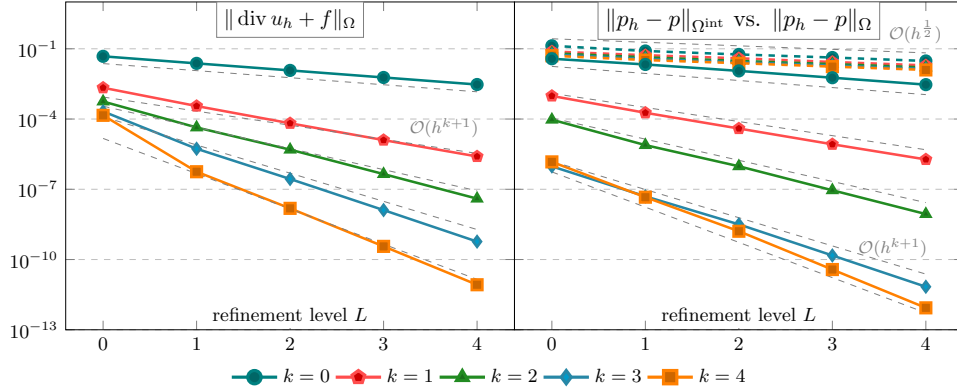 ‖ div u_h + f‖_Ω
‖p_h − p‖_{Ω^int} vs. ‖p_h − p‖_Ω
10^{−1}
10^{−4}
10^{−7}
10^{−10}
10^{−13}
O(h^{k+1})
O(h^{1/2})
O(h^{k+1})
refinement level L
refinement level L
0 1 2 3 4
0 1 2 3 4
k = 0 k = 1 k = 2 k = 3 k = 4